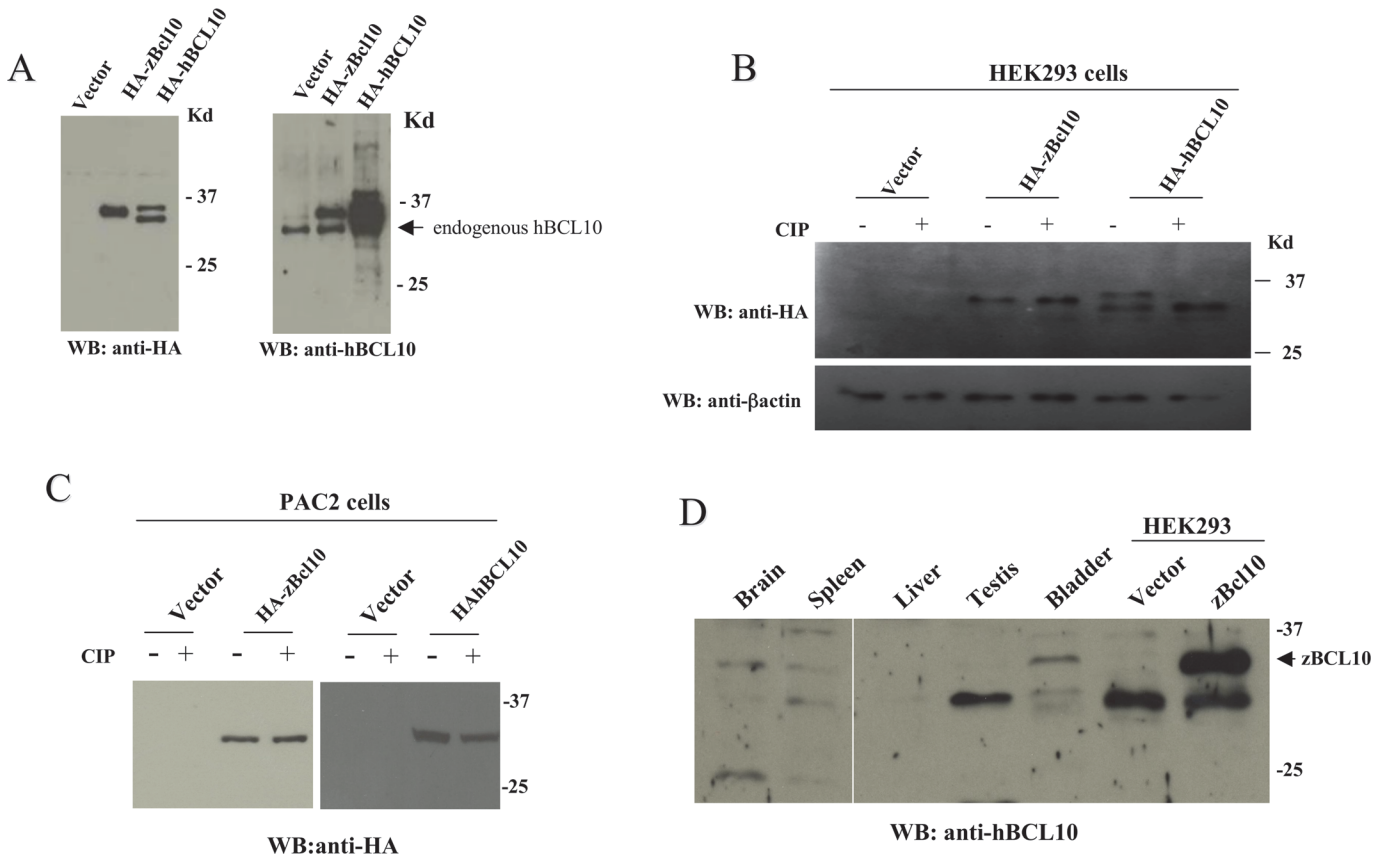 A
Vector
HA-zBcl10
HA-hBCL10
Kd
- 37
- 25
WB: anti-HA
Vector
HA-zBcl10
HA-hBCL10
Kd
- 37
endogenous hBCL10
- 25
WB: anti-hBCL10
B
HEK293 cells
Vector
HA-zBcl10
HA-hBCL10
CIP - + - + - +
Kd
37
WB: anti-HA
25
WB: anti-βactin
C
PAC2 cells
Vector
HA-zBcl10
Vector
HAhBCL10
CIP - + - + - + - +
-37
-25
WB:anti-HA
D
HEK293
Brain
Spleen
Liver
Testis
Bladder
Vector
zBcl10
-37
zBCL10
-25
WB: anti-hBCL10